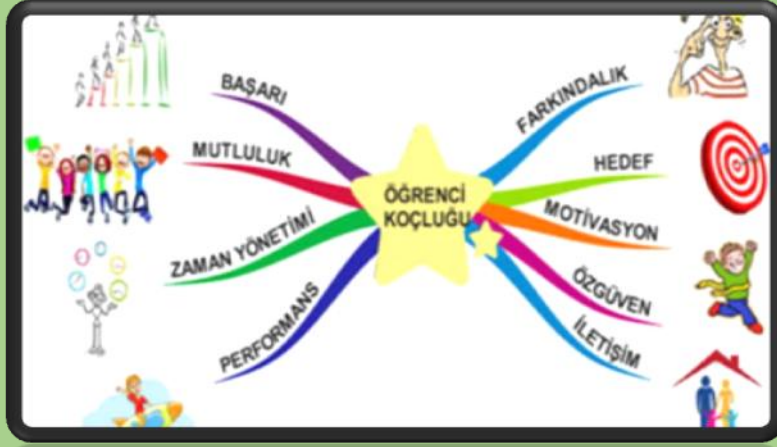 BAŞARI
MUTLULUK
ZAMAN YÖNETİMİ
PERFORMANS
ÖĞRENCİ
KOÇLUĞU
FARKINDALIK
HEDEF
MOTİVASYON
ÖZGÜVEN
İLETİŞİM